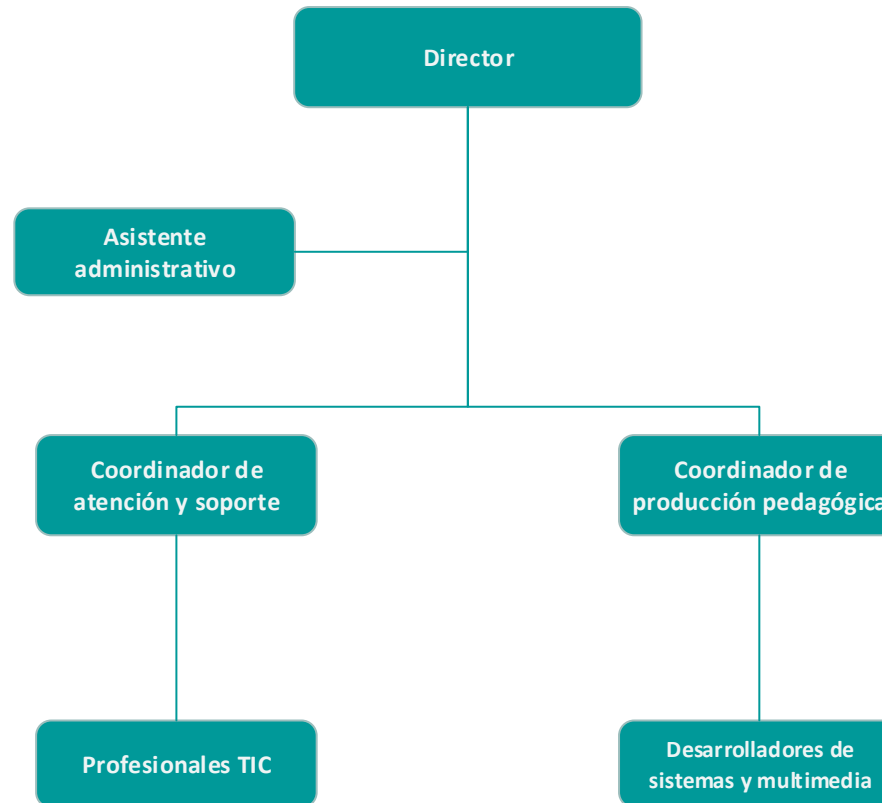 Director
Asistente
administrativo
Coordinador de
atención y soporte
Coordinador de
producción pedagógica
Profesionales TIC
Desarrolladores de
sistemas y multimedia